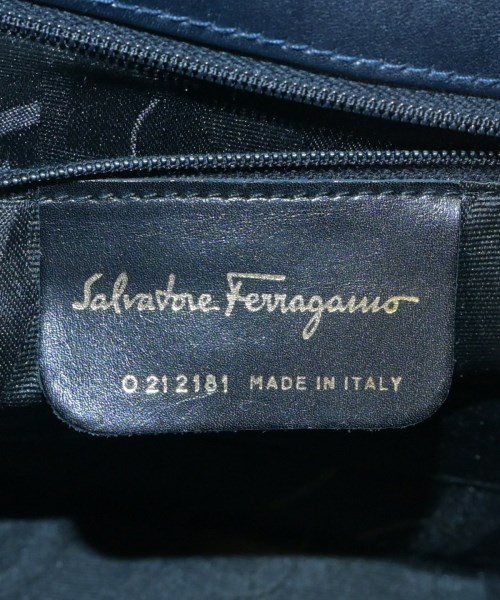 Salvatore Ferragamo
O 212181 MADE IN ITALY